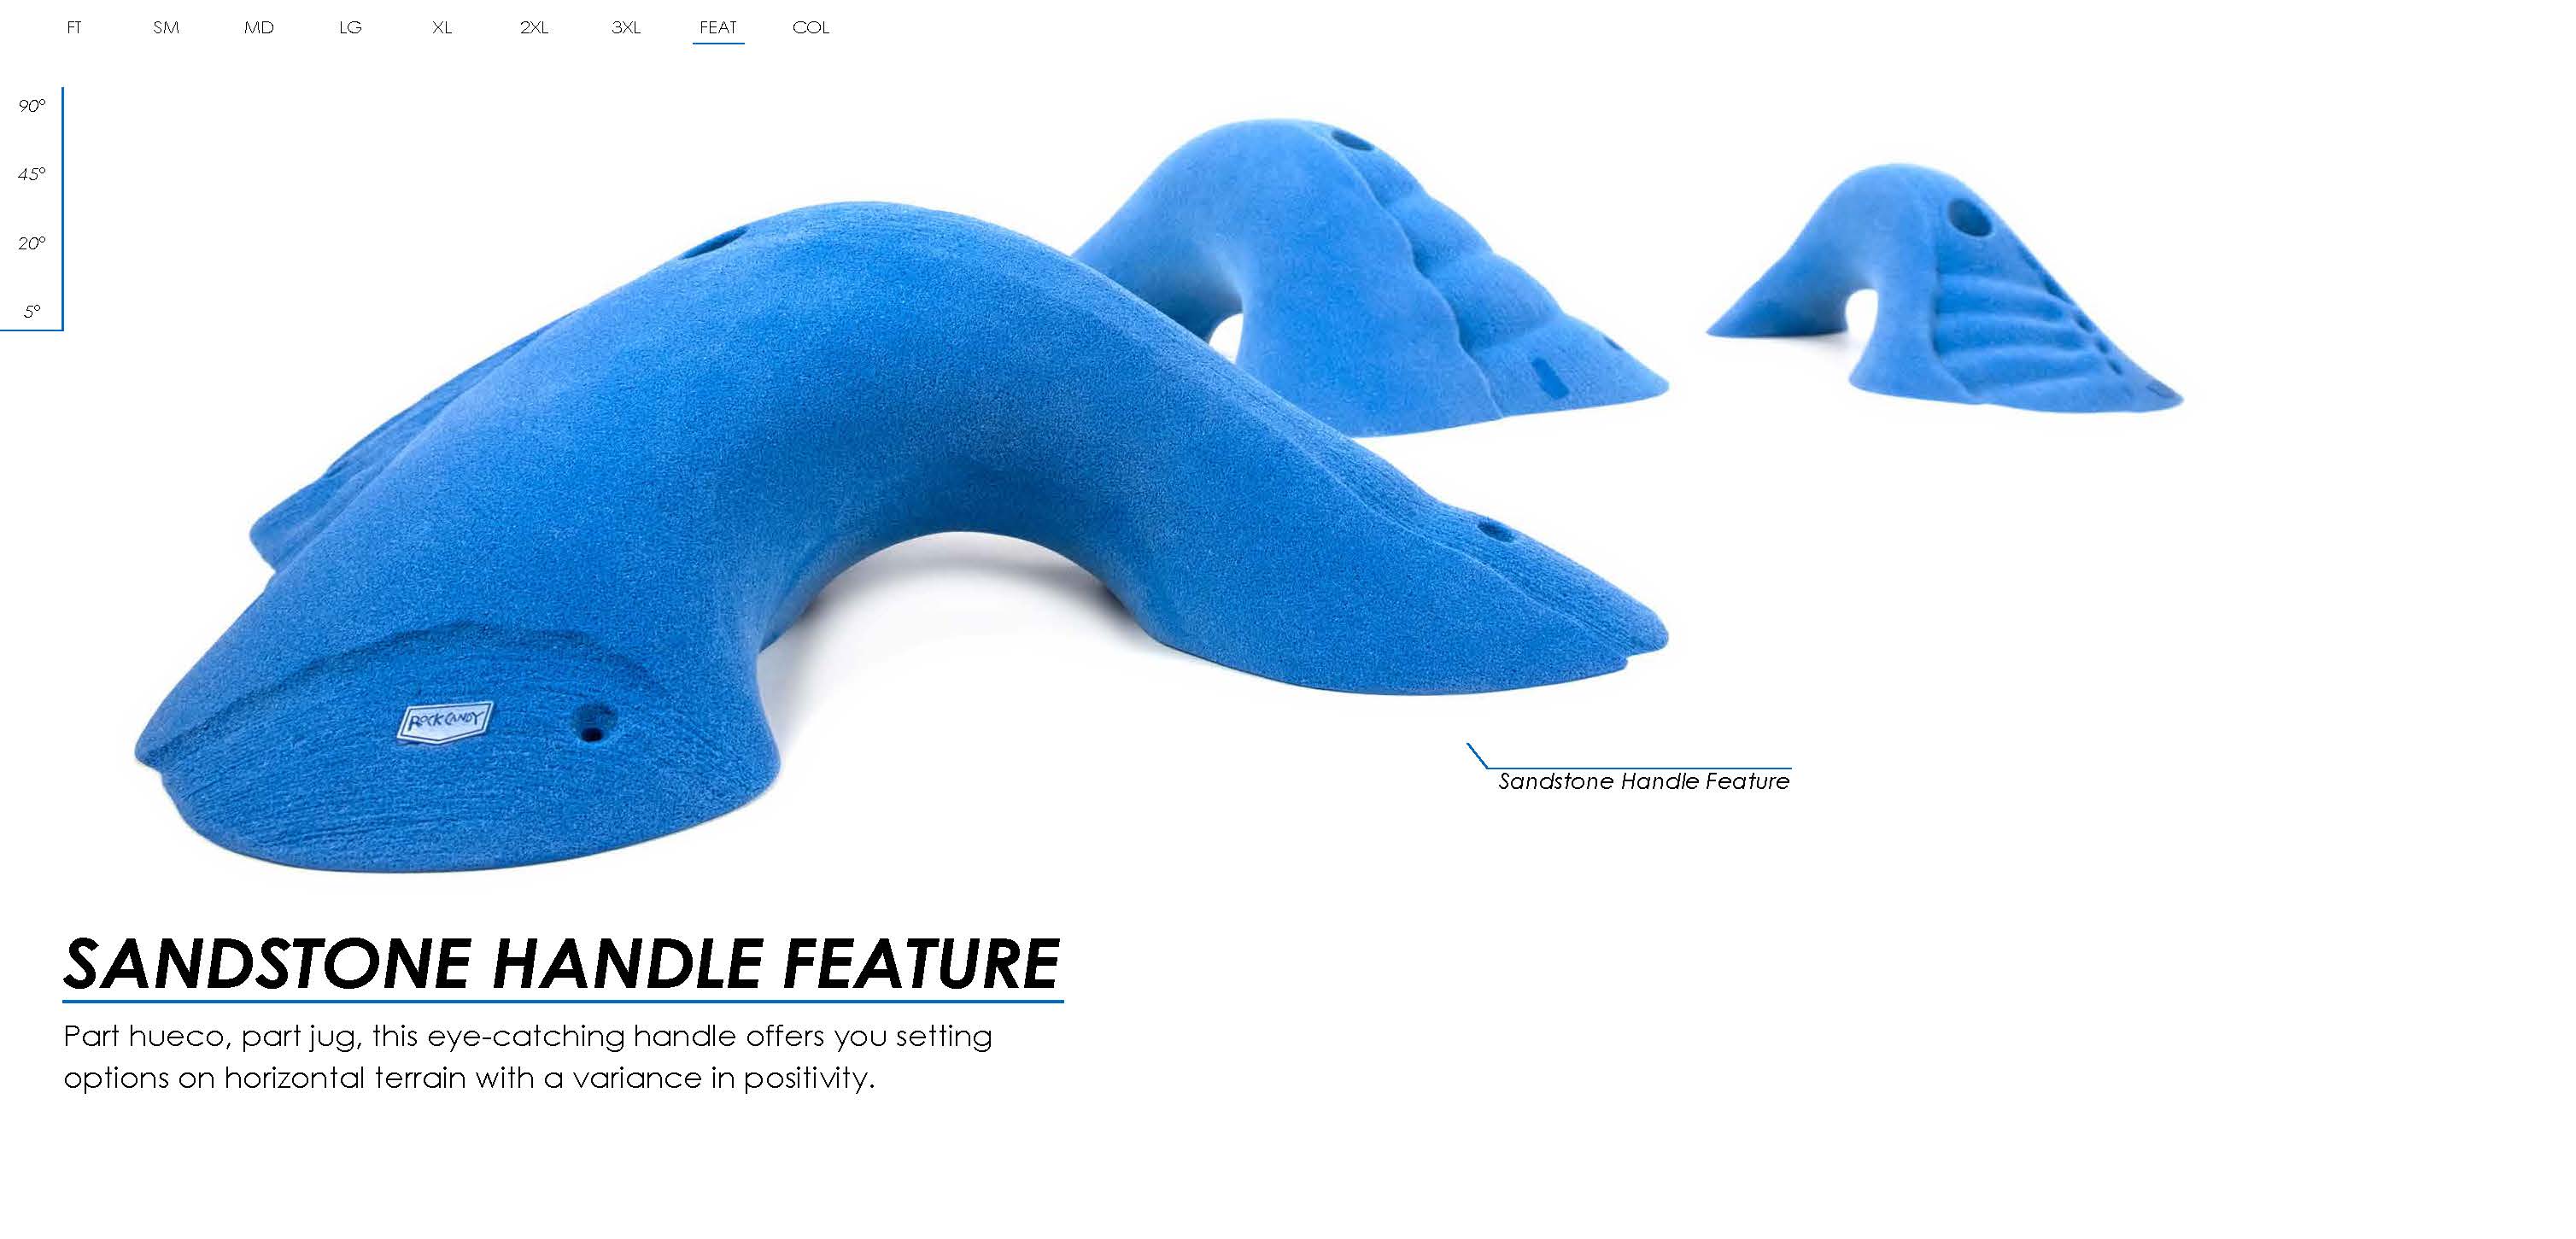 FT SM MD LG XL 2XL 3XL FEAT COL
90°
45°
20°
5°
ROCK CANDY
Sandstone Handle Feature
SANDSTONE HANDLE FEATURE
Part hueco, part jug, this eye-catching handle offers you setting
options on horizontal terrain with a variance in positivity.